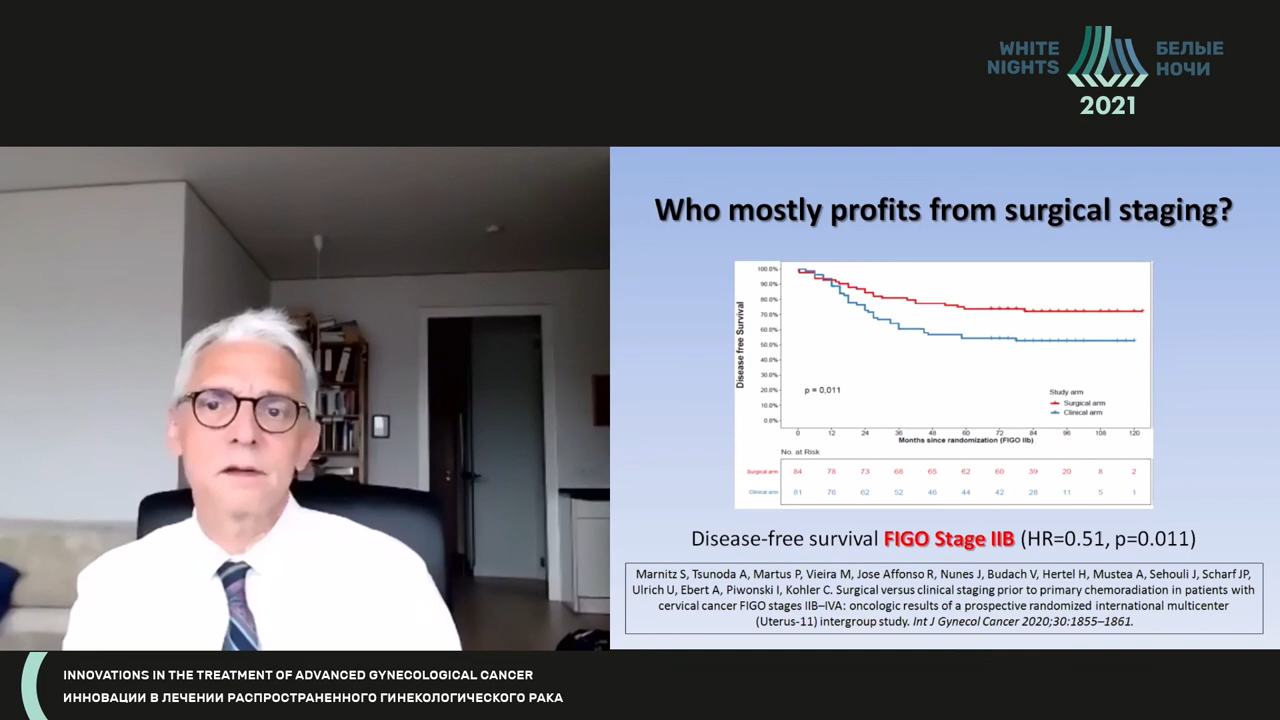 WHITE
NIGHTS
БЕЛЫЕ
НОЧИ
2021
Who mostly profits from surgical staging?
Disease free Survival
100.0%
90.0%
80.0%
70.0%
60.0%
50.0%
40.0%
30.0%
20.0%
10.0%
0.0%
p = 0,011
Study arm
Surgical arm
Clinical arm
0 12 24 36 48 60 72 84 96 108 120
Months since randomization (FIGO IIb)
No. at Risk
Surgical arm 84 78 73 68 65 62 60 39 20 8 2
Clinical arm 81 76 62 52 46 44 42 28 11 5 1
Disease-free survival FIGO Stage IIB (HR=0.51, p=0.011)
Marnitz S, Tsunoda A, Martus P, Vieira M, Jose Affonso R, Nunes J, Budach V, Hertel H, Mustea A, Sehouli J, Scharf JP,
Ulrich U, Ebert A, Piwonski I, Kohler C. Surgical versus clinical staging prior to primary chemoradiation in patients with
cervical cancer FIGO stages IIB–IVA: oncologic results of a prospective randomized international multicenter
(Uterus-11) intergroup study. Int J Gynecol Cancer 2020;30:1855–1861.
INNOVATIONS IN THE TREATMENT OF ADVANCED GYNECOLOGICAL CANCER
ИННОВАЦИИ В ЛЕЧЕНИИ РАСПРОСТРАНЕННОГО ГИНЕКОЛОГИЧЕСКОГО РАКА